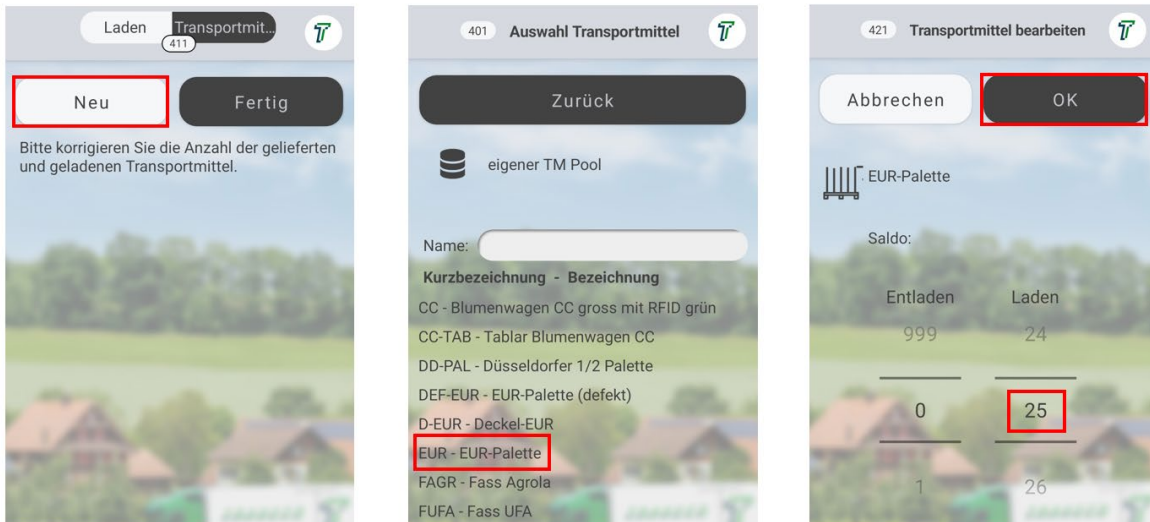 Laden Transportmit...
411
Neu Fertig
Bitte korrigieren Sie die Anzahl der gelieferten
und geladenen Transportmittel.
401 Auswahl Transportmittel
Zurück
eigener TM Pool
Name:
Kurzbezeichnung - Bezeichnung
CC - Blumenwagen CC gross mit RFID grün
CC-TAB - Tablar Blumenwagen CC
DD-PAL - Düsseldorfer 1/2 Palette
DEF-EUR - EUR-Palette (defekt)
D-EUR - Deckel-EUR
EUR - EUR-Palette
FAGR - Fass Agrola
FUFA - Fass UFA
421 Transportmittel bearbeiten
Abbrechen OK
EUR-Palette
Saldo:
Entladen Laden
999 24
0 25
1 26